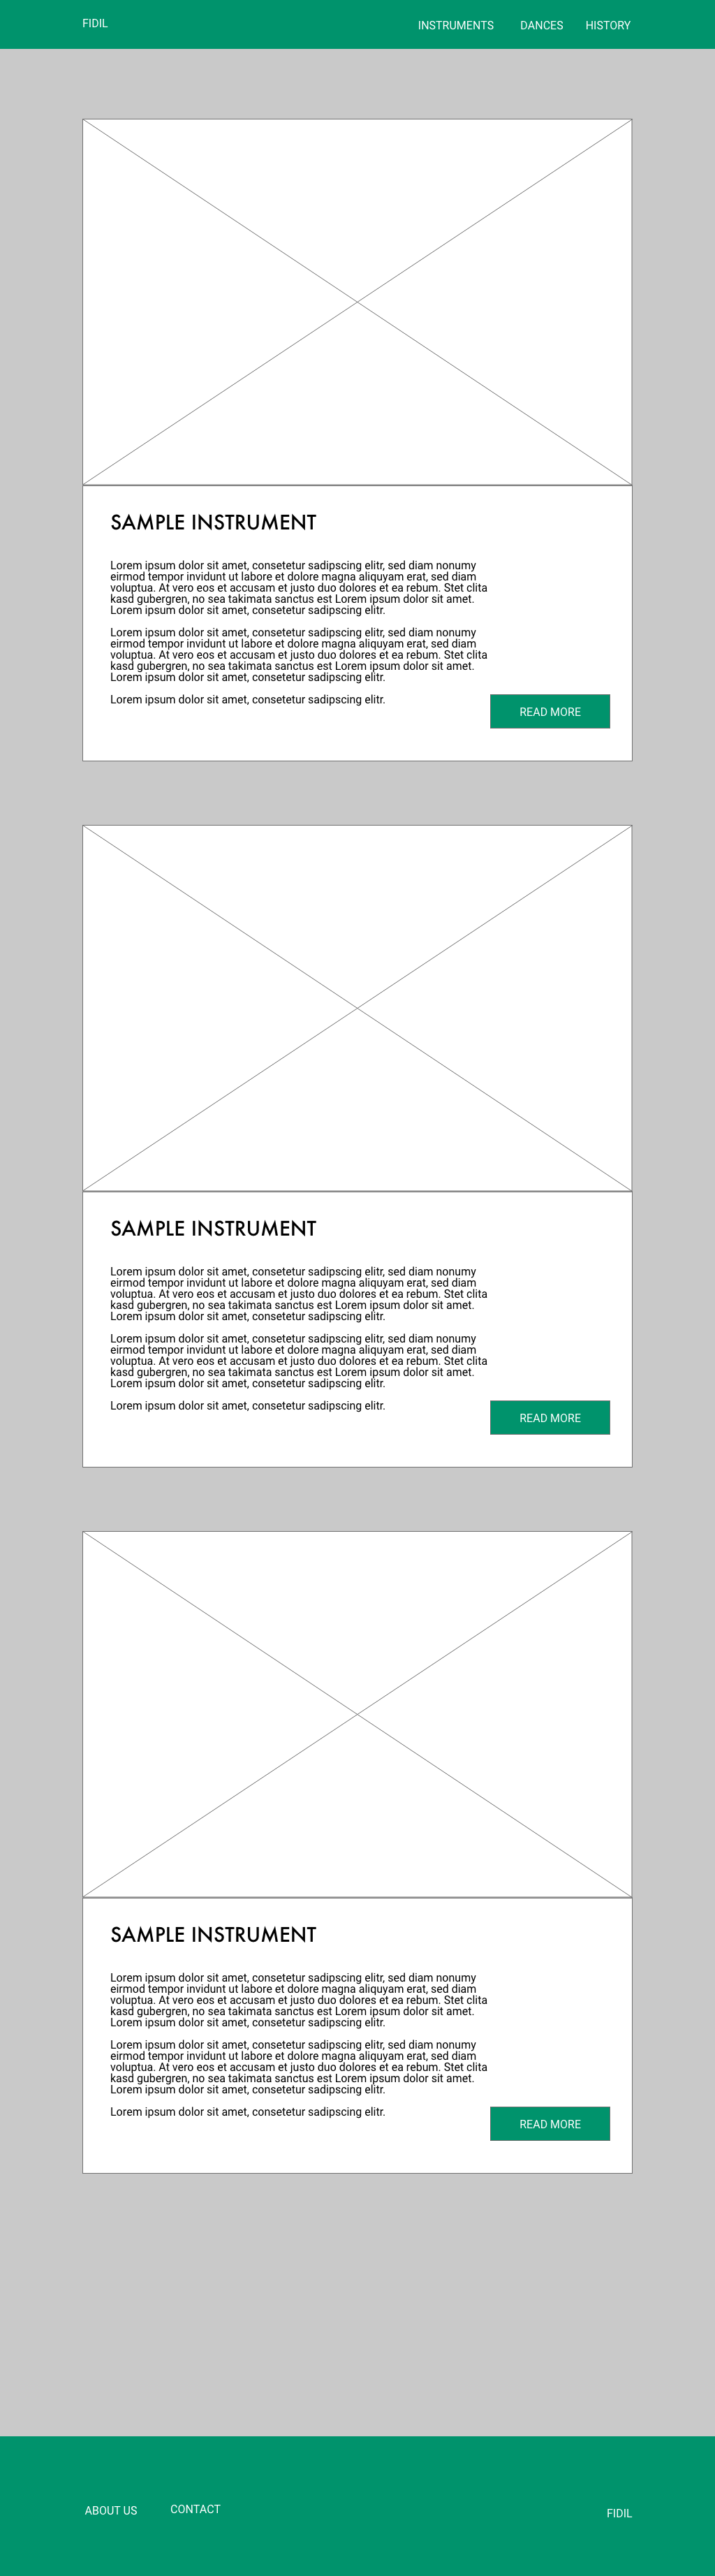 FIDIL
INSTRUMENTS DANCES HISTORY
SAMPLE INSTRUMENT
Lorem ipsum dolor sit amet, consetetur sadipscing elitr, sed diam nonumy
eirmod tempor invidunt ut labore et dolore magna aliquyam erat, sed diam
voluptua. At vero eos et accusam et justo duo dolores et ea rebum. Stet clita
kasd gubergren, no sea takimata sanctus est Lorem ipsum dolor sit amet.
Lorem ipsum dolor sit amet, consetetur sadipscing elitr.
Lorem ipsum dolor sit amet, consetetur sadipscing elitr, sed diam nonumy
eirmod tempor invidunt ut labore et dolore magna aliquyam erat, sed diam
voluptua. At vero eos et accusam et justo duo dolores et ea rebum. Stet clita
kasd gubergren, no sea takimata sanctus est Lorem ipsum dolor sit amet.
Lorem ipsum dolor sit amet, consetetur sadipscing elitr.
Lorem ipsum dolor sit amet, consetetur sadipscing elitr.
READ MORE
SAMPLE INSTRUMENT
Lorem ipsum dolor sit amet, consetetur sadipscing elitr, sed diam nonumy
eirmod tempor invidunt ut labore et dolore magna aliquyam erat, sed diam
voluptua. At vero eos et accusam et justo duo dolores et ea rebum. Stet clita
kasd gubergren, no sea takimata sanctus est Lorem ipsum dolor sit amet.
Lorem ipsum dolor sit amet, consetetur sadipscing elitr.
Lorem ipsum dolor sit amet, consetetur sadipscing elitr, sed diam nonumy
eirmod tempor invidunt ut labore et dolore magna aliquyam erat, sed diam
voluptua. At vero eos et accusam et justo duo dolores et ea rebum. Stet clita
kasd gubergren, no sea takimata sanctus est Lorem ipsum dolor sit amet.
Lorem ipsum dolor sit amet, consetetur sadipscing elitr.
Lorem ipsum dolor sit amet, consetetur sadipscing elitr.
READ MORE
SAMPLE INSTRUMENT
Lorem ipsum dolor sit amet, consetetur sadipscing elitr, sed diam nonumy
eirmod tempor invidunt ut labore et dolore magna aliquyam erat, sed diam
voluptua. At vero eos et accusam et justo duo dolores et ea rebum. Stet clita
kasd gubergren, no sea takimata sanctus est Lorem ipsum dolor sit amet.
Lorem ipsum dolor sit amet, consetetur sadipscing elitr.
Lorem ipsum dolor sit amet, consetetur sadipscing elitr, sed diam nonumy
eirmod tempor invidunt ut labore et dolore magna aliquyam erat, sed diam
voluptua. At vero eos et accusam et justo duo dolores et ea rebum. Stet clita
kasd gubergren, no sea takimata sanctus est Lorem ipsum dolor sit amet.
Lorem ipsum dolor sit amet, consetetur sadipscing elitr.
Lorem ipsum dolor sit amet, consetetur sadipscing elitr.
READ MORE
ABOUT US CONTACT
FIDIL